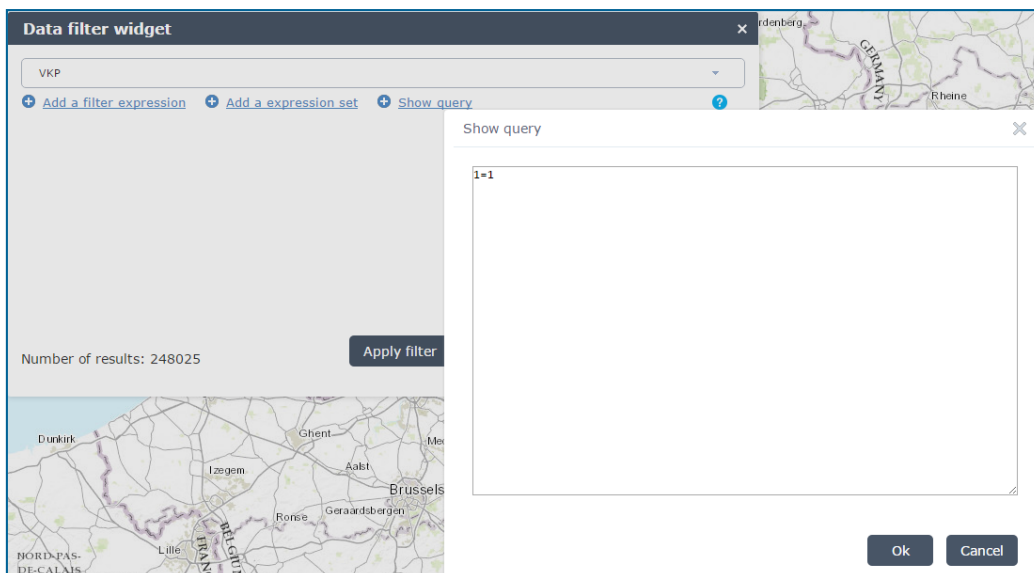 Data filter widget
VKP
Add a filter expression Add a expression set Show query
?
Show query
1=1
Number of results: 248025
Apply filter
Ok Cancel
rdenberg
GERMANY
Rheine
Dunkirk
Ghent
Me
Izegem
Aalst
Brussels
Ronse
Geraardsbergen
Lille
NORD-PAS-
DE-CALAIS